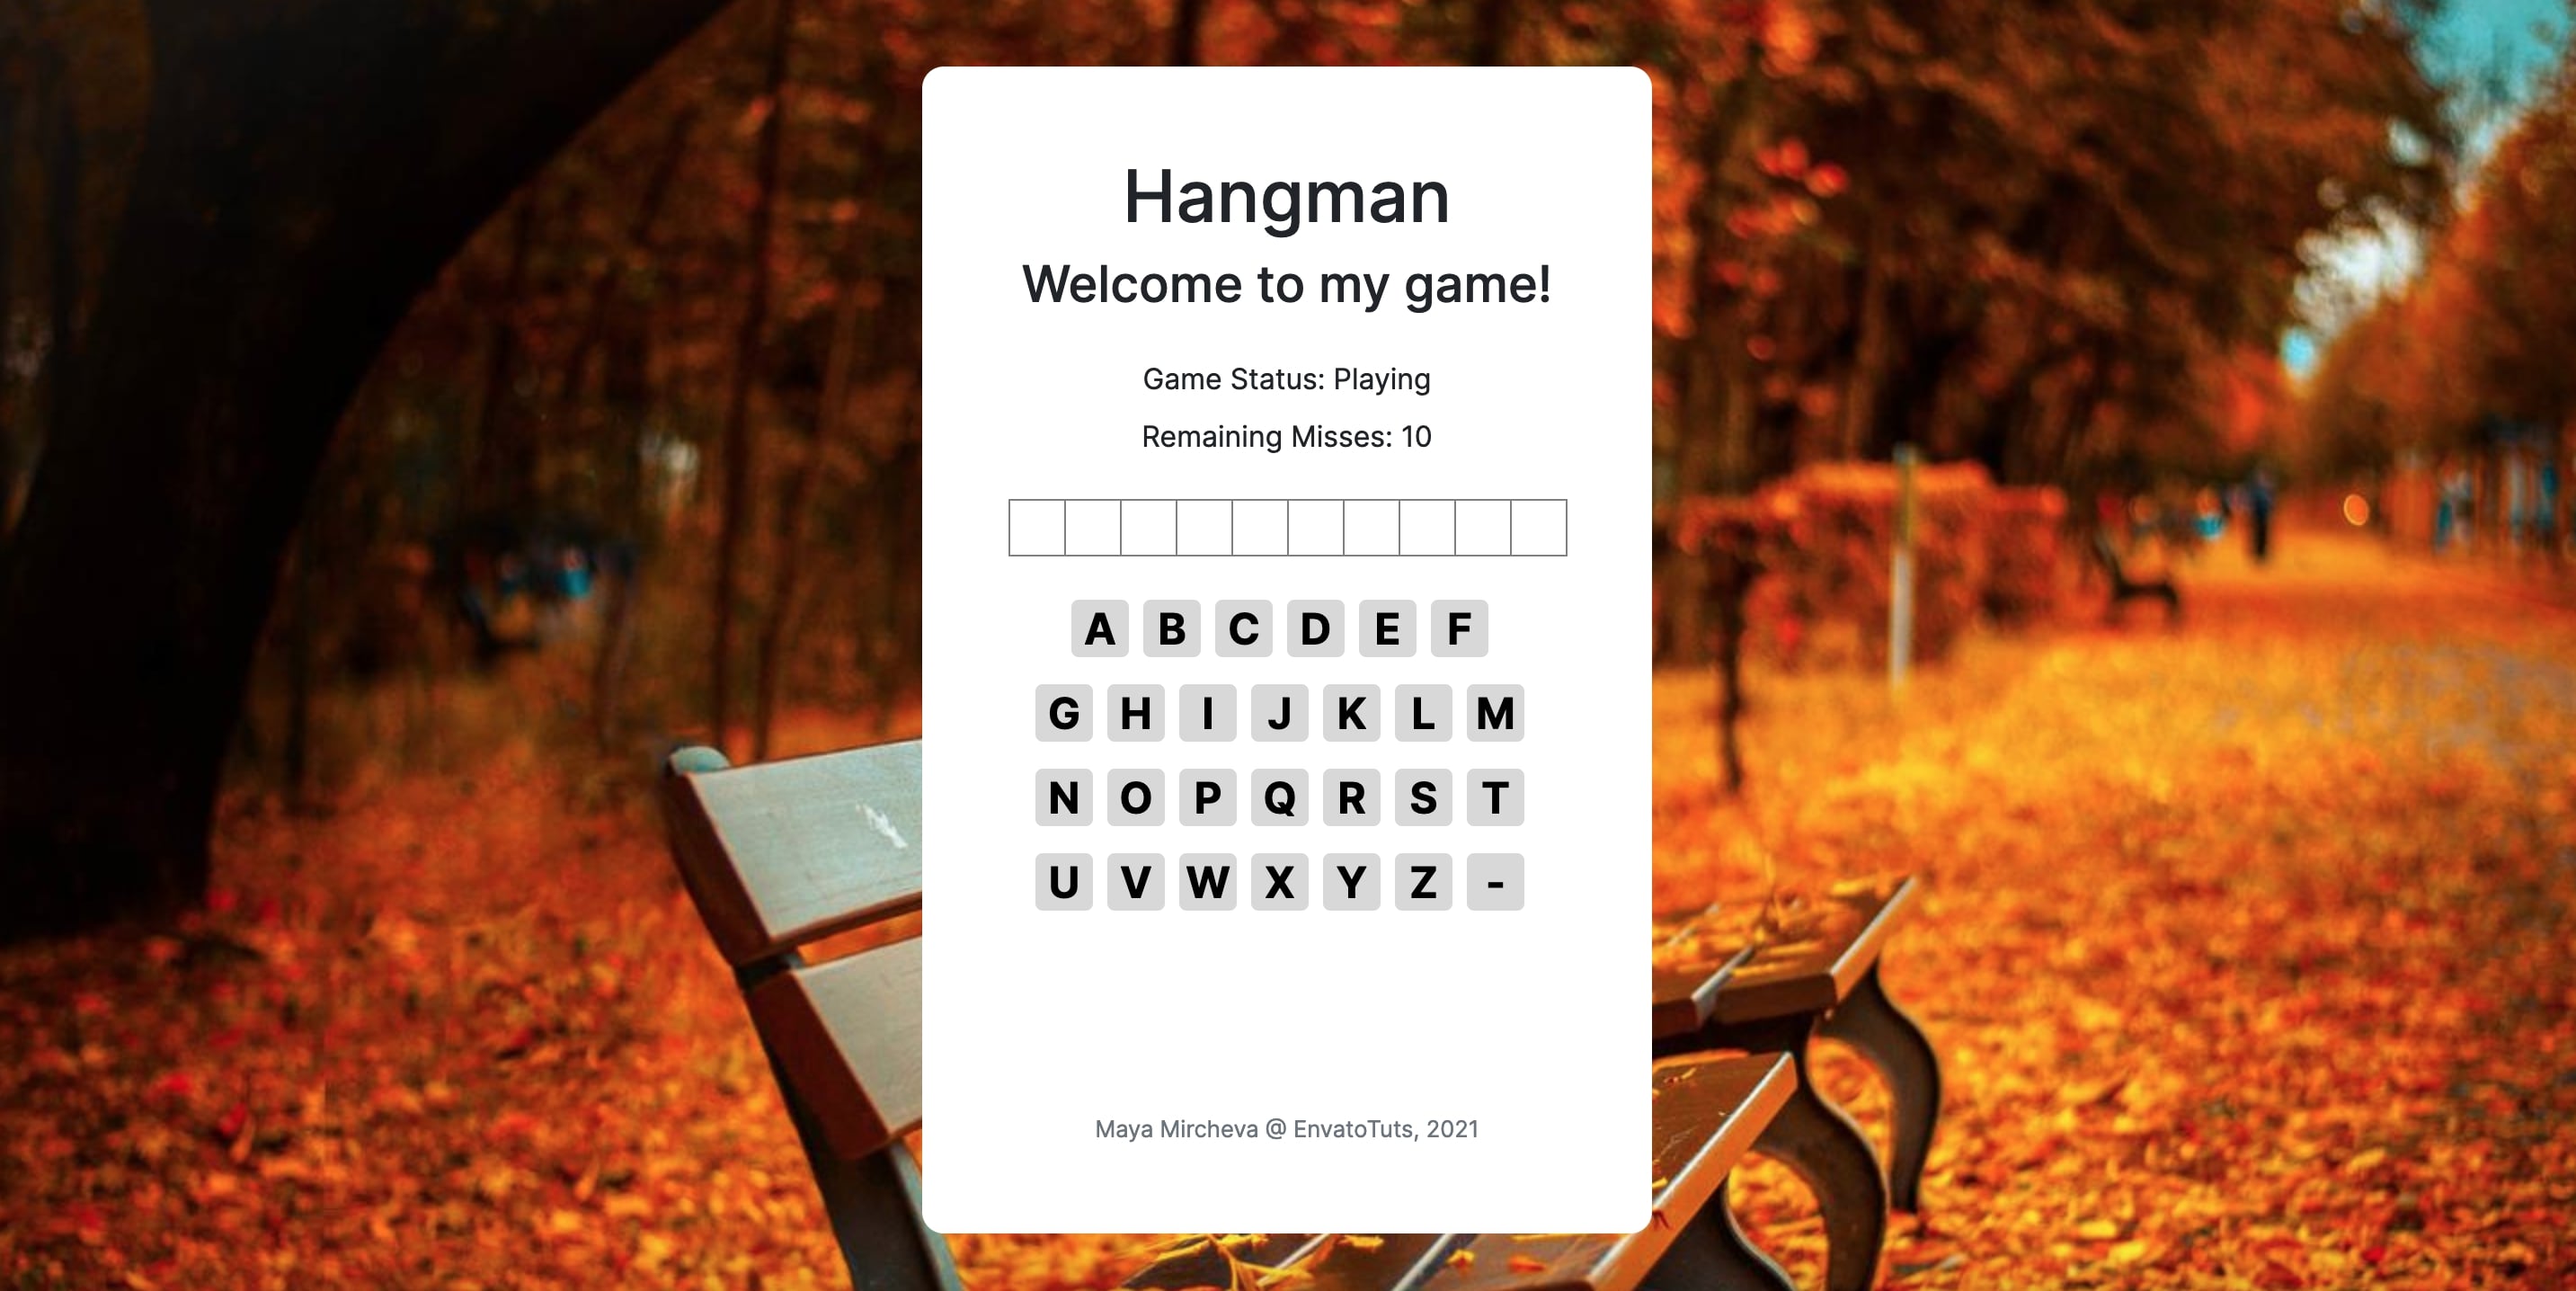 Hangman
Welcome to my game!
Game Status: Playing
Remaining Misses: 10
A B C D E F
G H I J K L M
N O P Q R S T
U V W X Y Z -
Maya Mircheva @ EnvatoTuts, 2021